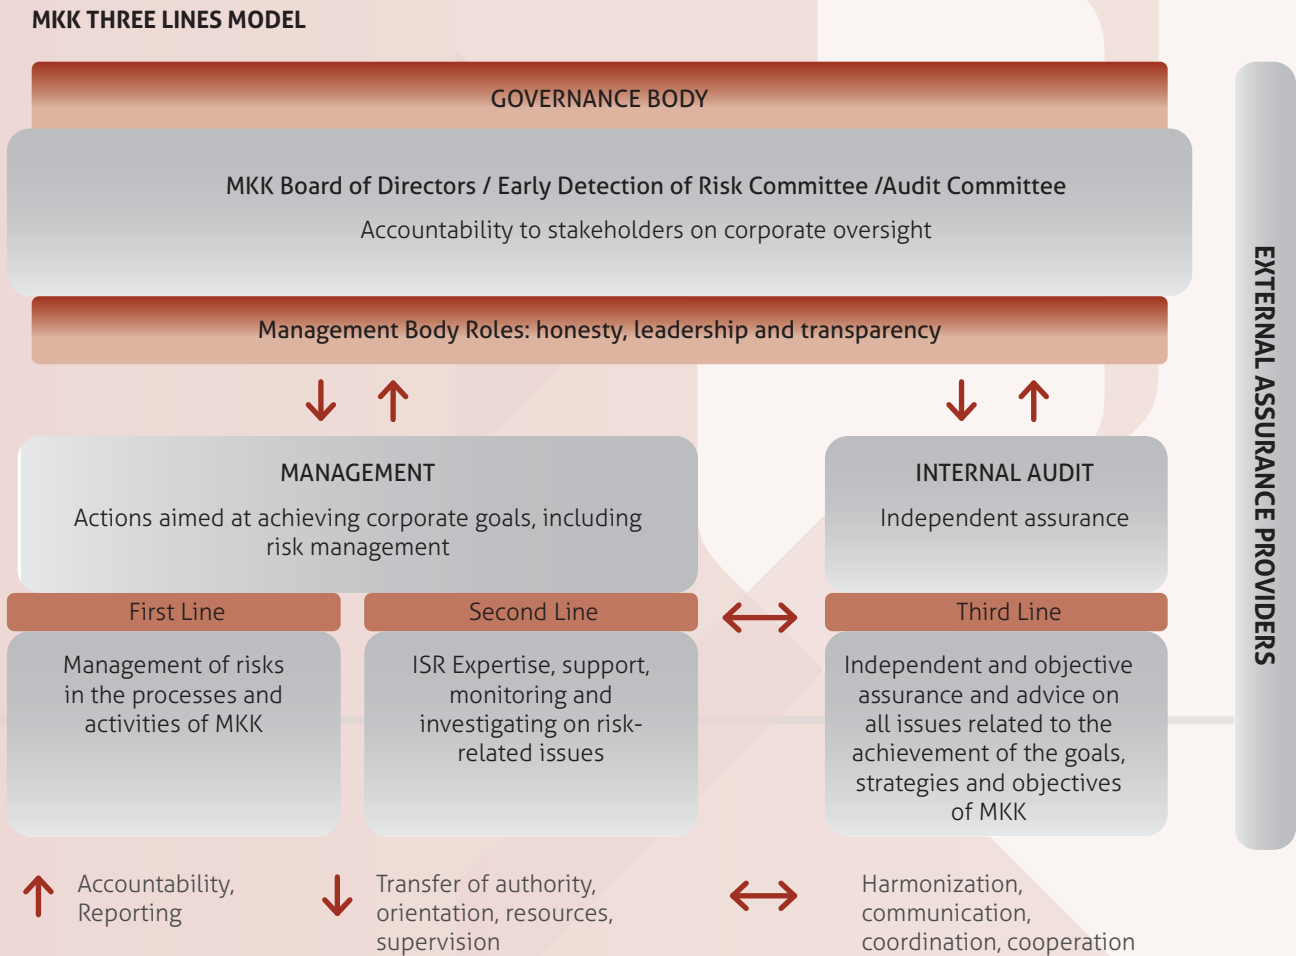 MKK THREE LINES MODEL
GOVERNANCE BODY
MKK Board of Directors / Early Detection of Risk Committee /Audit Committee
Accountability to stakeholders on corporate oversight
Management Body Roles: honesty, leadership and transparency
MANAGEMENT
Actions aimed at achieving corporate goals, including
risk management
INTERNAL AUDIT
Independent assurance
First Line
Management of risks
in the processes and
activities of MKK
Second Line
ISR Expertise, support,
monitoring and
investigating on risk-
related issues
Third Line
Independent and objective
assurance and advice on
all issues related to the
achievement of the goals,
strategies and objectives
of MKK
EXTERNAL ASSURANCE PROVIDERS
Accountability,
Reporting
Transfer of authority,
orientation, resources,
supervision
Harmonization,
communication,
coordination, cooperation